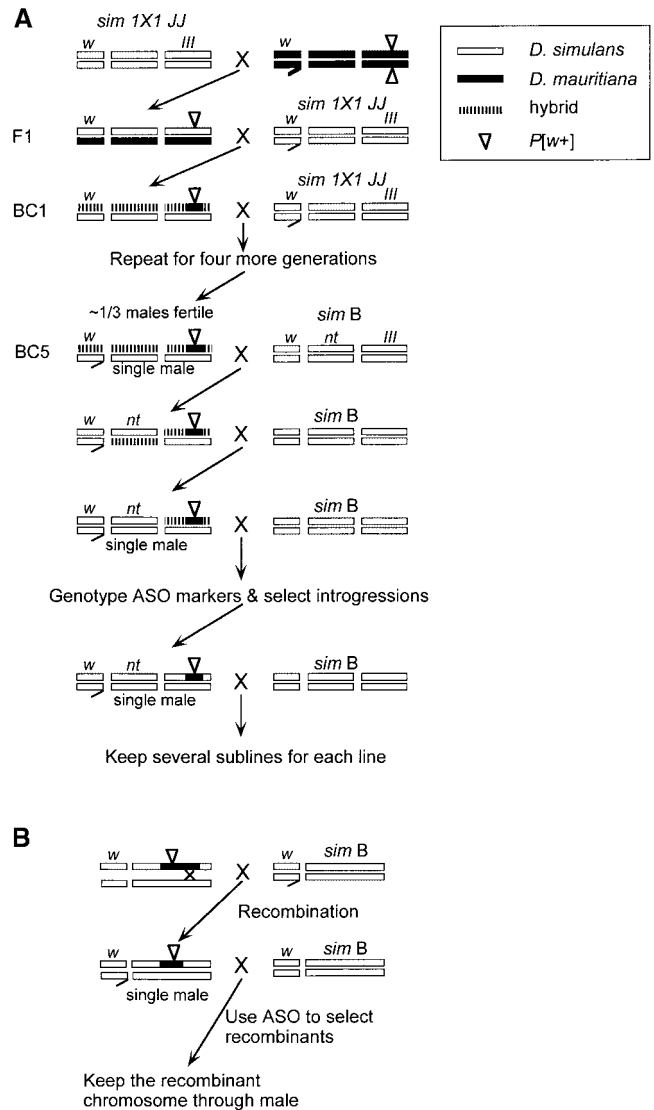 A
sim 1X1 JJ
w III
X
w
D. simulans
D. mauritiana
hybrid
P[w+]
F1
w
X
sim 1X1 JJ
w III
BC1
w
X
sim 1X1 JJ
w III
Repeat for four more generations
~1/3 males fertile
sim B
BC5
w
single male
X
w nt III
w nt
X
sim B
w nt
single male
X
sim B
Genotype ASO markers & select introgressions
w nt
single male
X
sim B
Keep several sublines for each line
B
w
X
w sim B
Recombination
w
single male
X
w sim B
Use ASO to select
recombinants
Keep the recombinant
chromosome through male